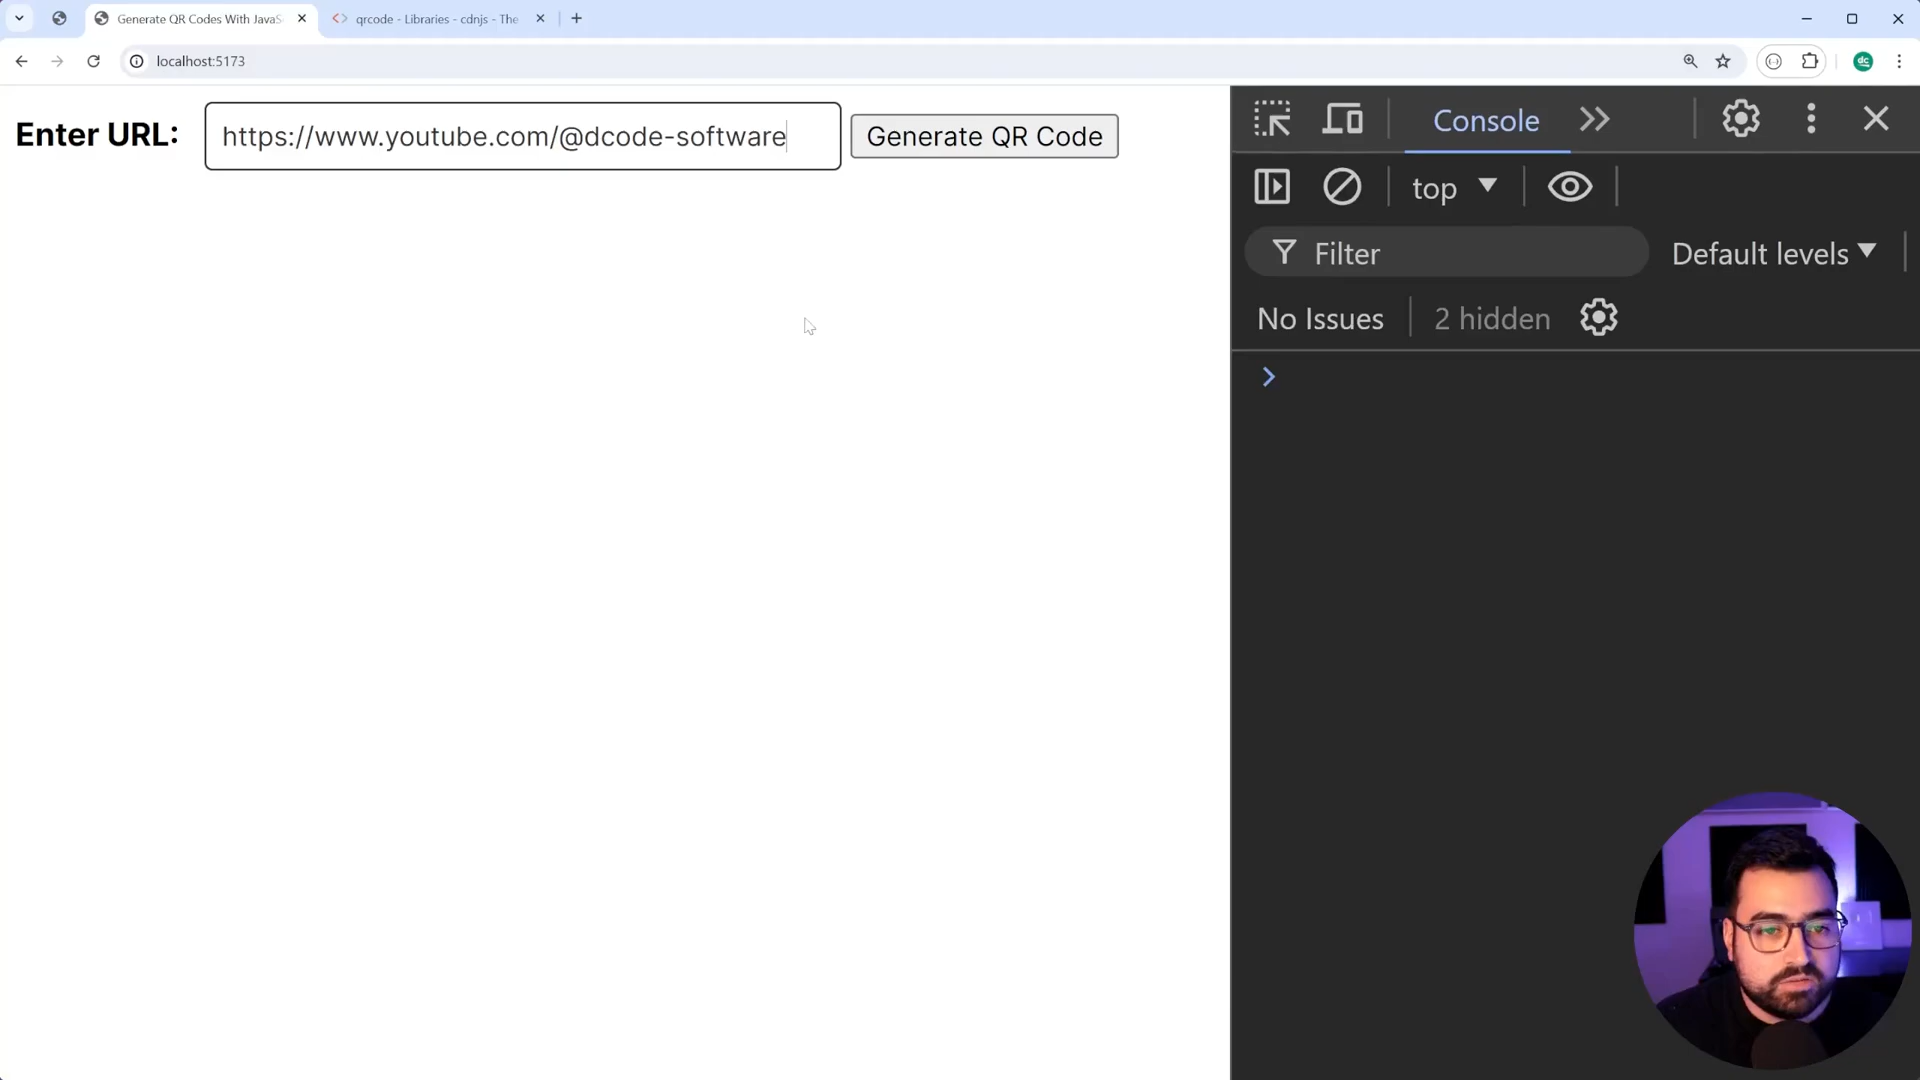 Generate QR Codes With JavaS
qrcode - Libraries - cdnjs - The
localhost:5173
dc
Enter URL:
https://www.youtube.com/@dcode-software
Generate QR Code
Console
top
Filter
Default levels
No Issues
2 hidden